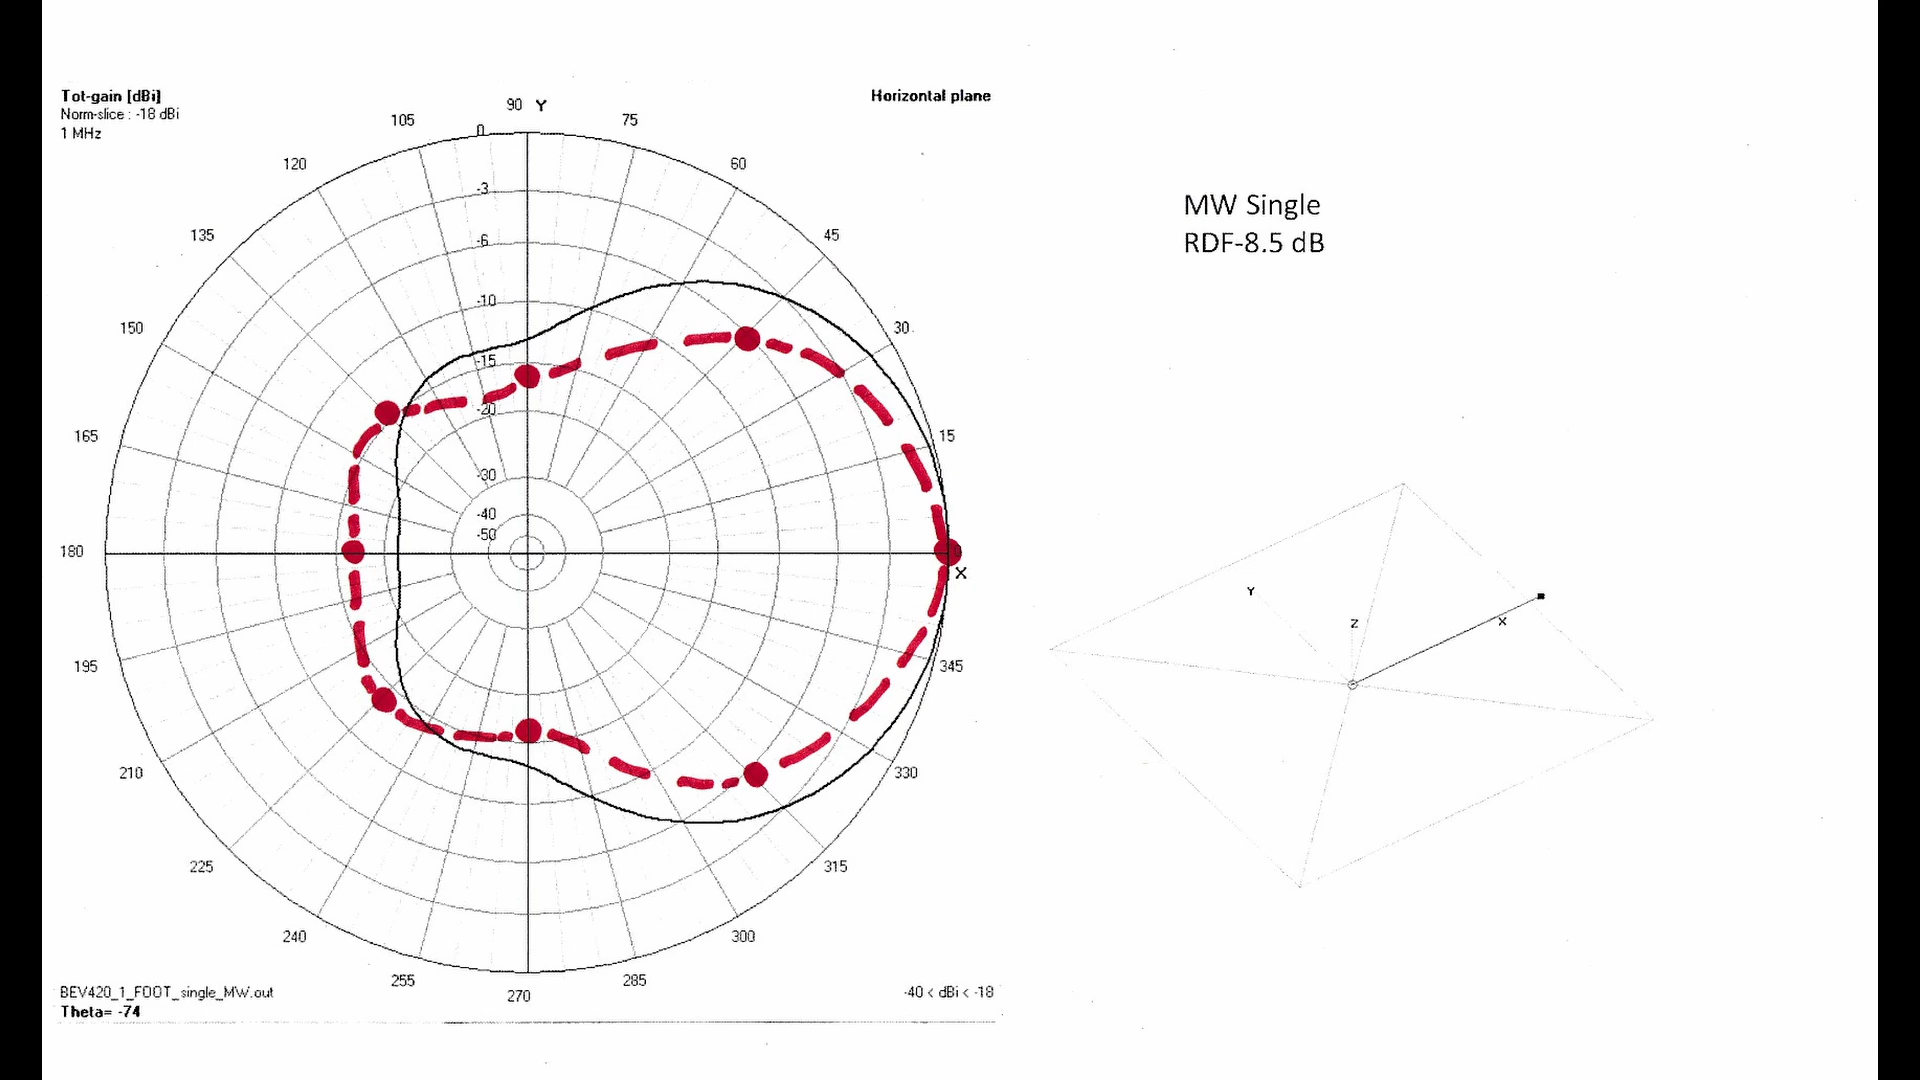 Tot-gain [dBi]
Norm-slice : -18 dBi
1 MHz
Horizontal plane
90 Y
105
75
120
60
135
45
150
30
165
15
180
0
X
195
345
210
330
225
315
240
300
255
285
270
0
-3
-6
-10
-15
-20
-30
-40
-50
BEV420_1_FOOT_single_MW.out
Theta= -74
-40 < dBi < -18
MW Single
RDF-8.5 dB
Y
Z
X